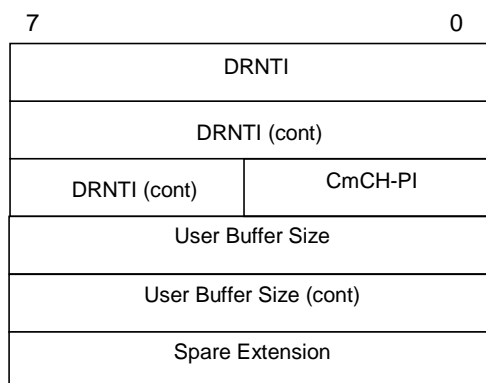 7 0
DRNTI
DRNTI (cont)
DRNTI (cont) CmCH-PI
User Buffer Size
User Buffer Size (cont)
Spare Extension